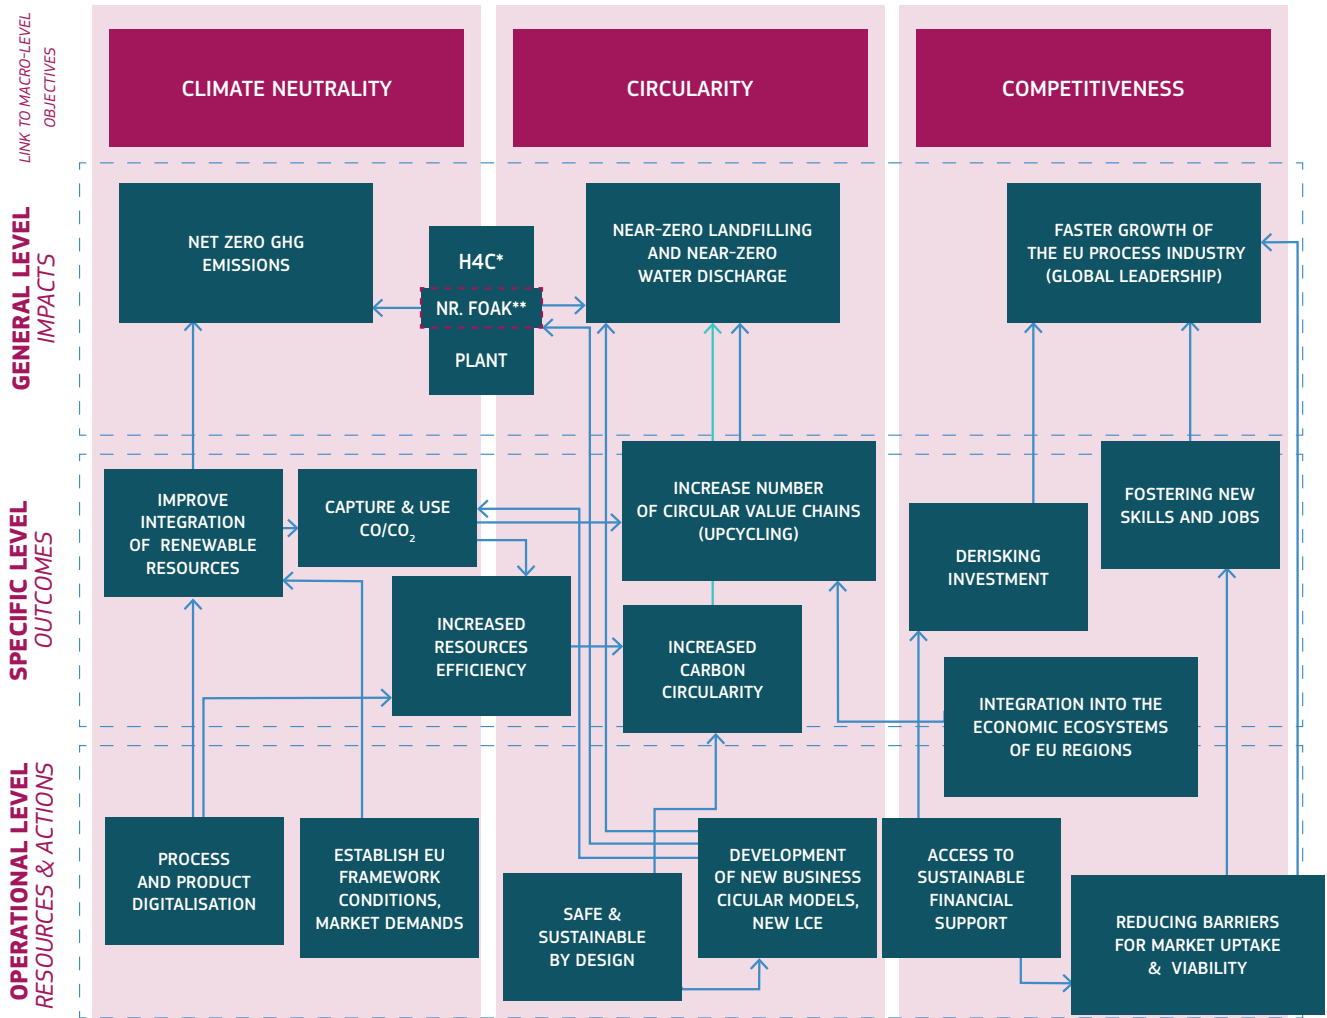 LINK TO MACRO-LEVEL
OBJECTIVES
CLIMATE NEUTRALITY
CIRCULARITY
COMPETITIVENESS
GENERAL LEVEL
IMPACTS
NET ZERO GHG
EMISSIONS
H4C*
NR. FOAK**
PLANT
NEAR-ZERO LANDFILLING
AND NEAR-ZERO
WATER DISCHARGE
FASTER GROWTH OF
THE EU PROCESS INDUSTRY
(GLOBAL LEADERSHIP)
SPECIFIC LEVEL
OUTCOMES
IMPROVE
INTEGRATION
OF RENEWABLE
RESOURCES
CAPTURE & USE
CO/CO₂
INCREASED
RESOURCES
EFFICIENCY
INCREASE NUMBER
OF CIRCULAR VALUE CHAINS
(UPCYCLING)
INCREASED
CARBON
CIRCULARITY
DERISKING
INVESTMENT
FOSTERING NEW
SKILLS AND JOBS
INTEGRATION INTO THE
ECONOMIC ECOSYSTEMS
OF EU REGIONS
OPERATIONAL LEVEL
RESOURCES & ACTIONS
PROCESS
AND PRODUCT
DIGITALISATION
ESTABLISH EU
FRAMEWORK
CONDITIONS,
MARKET DEMANDS
SAFE &
SUSTAINABLE
BY DESIGN
DEVELOPMENT
OF NEW BUSINESS
CICULAR MODELS,
NEW LCE
ACCESS TO
SUSTAINABLE
FINANCIAL
SUPPORT
REDUCING BARRIERS
FOR MARKET UPTAKE
& VIABILITY